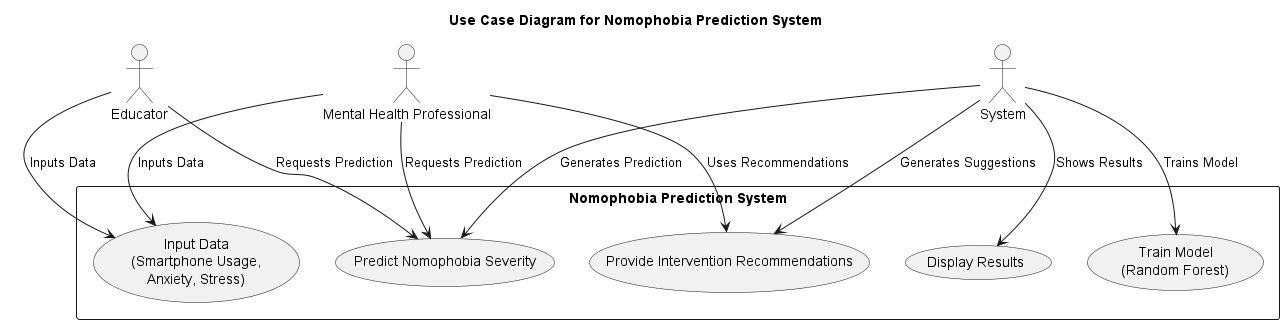 Use Case Diagram for Nomophobia Prediction System
Educator
Mental Health Professional
System
Inputs Data
Inputs Data
Requests Prediction
Requests Prediction
Generates Prediction
Uses Recommendations
Generates Suggestions
Shows Results
Trains Model
Nomophobia Prediction System
Input Data
(Smartphone Usage,
Anxiety, Stress)
Predict Nomophobia Severity
Provide Intervention Recommendations
Display Results
Train Model
(Random Forest)